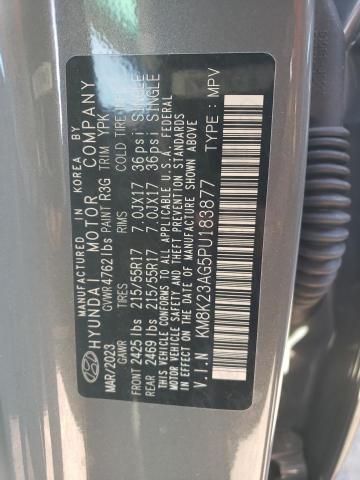 MANUFACTURED IN KOREA BY
HYUNDAI MOTOR COMPANY
MAR/2023 GVWR 4762 lbs PAINT R3G TRIM YPK
GAWR TIRES RIMS COLD TIRE
FRONT 2425 lbs 215/55R17 7.0JX17 36 psi SINGLE
REAR 2469 lbs 215/55R17 7.0JX17 36 psi SINGLE
THIS VEHICLE CONFORMS TO ALL APPLICABLE U.S.A. FEDERAL
MOTOR VEHICLE SAFETY, BUMPER, AND THEFT PREVENTION STANDARDS
IN EFFECT ON THE DATE OF MANUFACTURE SHOWN ABOVE.
V.I.N KM8K23AG5PU183877 TYPE: MPV